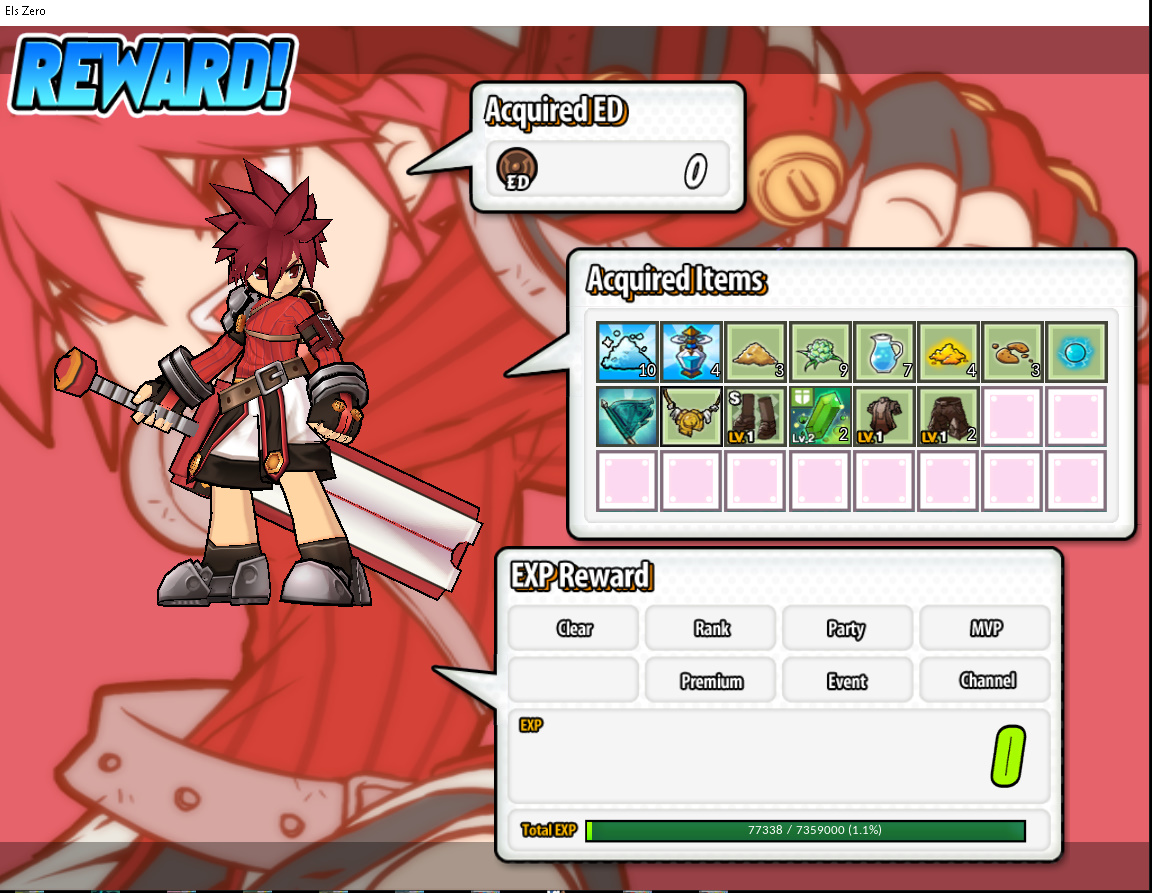 Els Zero
REWARD!
Acquired ED
ED
0
Acquired Items
10 4 3 9 7 4 3
S LV.1 Lv.2 2 LV.1 LV.1 2
EXP Reward
Clear Rank Party MVP
Premium Event Channel
EXP
0
Total EXP 77338 / 7359000 (1.1%)